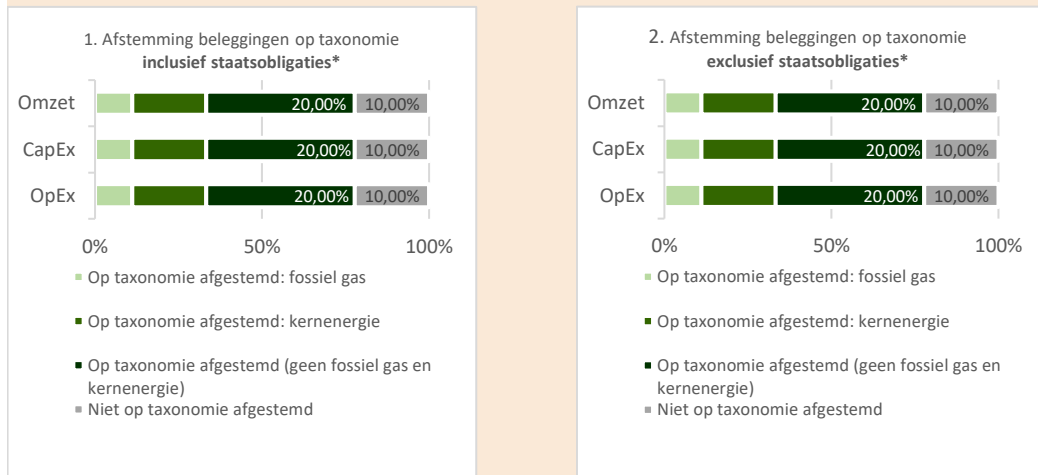 1. Afstemming beleggingen op taxonomie
inclusief staatsobligaties*
Omzet
20,00%
10,00%
CapEx
20,00%
10,00%
OpEx
20,00%
10,00%
0%
50%
100%
Op taxonomie afgestemd: fossiel gas
Op taxonomie afgestemd: kernenergie
Op taxonomie afgestemd (geen fossiel gas en
kernenergie)
Niet op taxonomie afgestemd
2. Afstemming beleggingen op taxonomie
exclusief staatsobligaties*
Omzet
20,00%
10,00%
CapEx
20,00%
10,00%
OpEx
20,00%
10,00%
0%
50%
100%
Op taxonomie afgestemd: fossiel gas
Op taxonomie afgestemd: kernenergie
Op taxonomie afgestemd (geen fossiel gas en
kernenergie)
Niet op taxonomie afgestemd